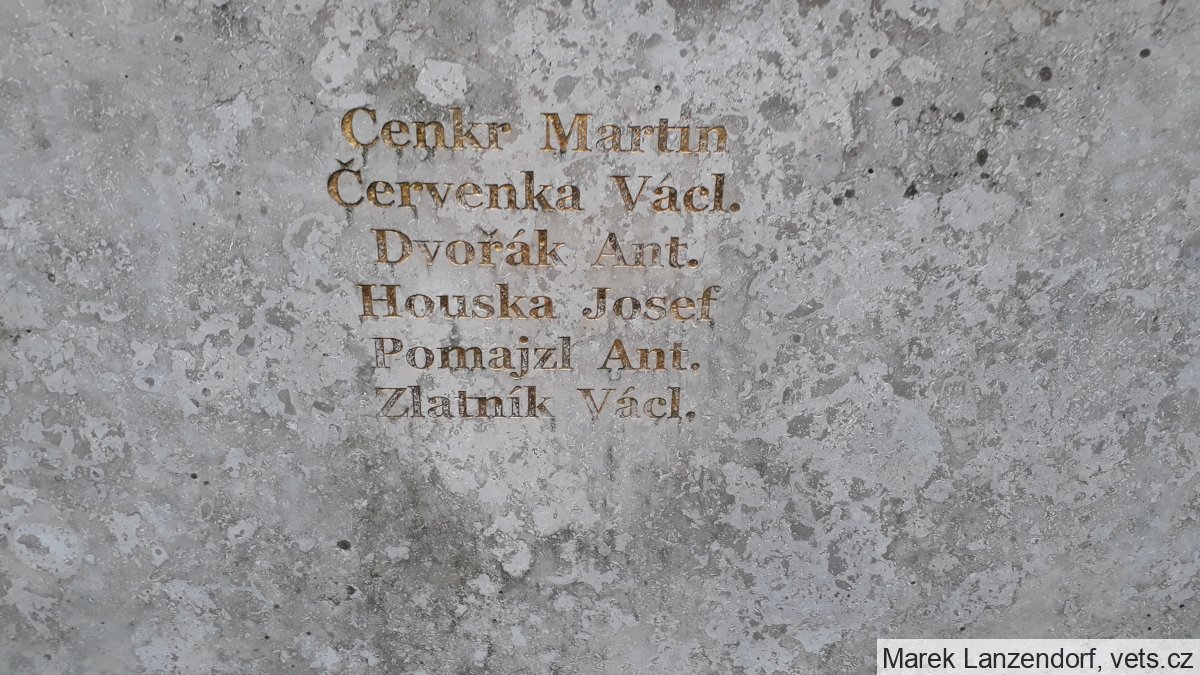 Cenkr Martin
Červenka Václ.
Dvořák Ant.
Houska Josef
Pomajzl Ant.
Zlatník Václ.
Marek Lanzendorf, vets.cz